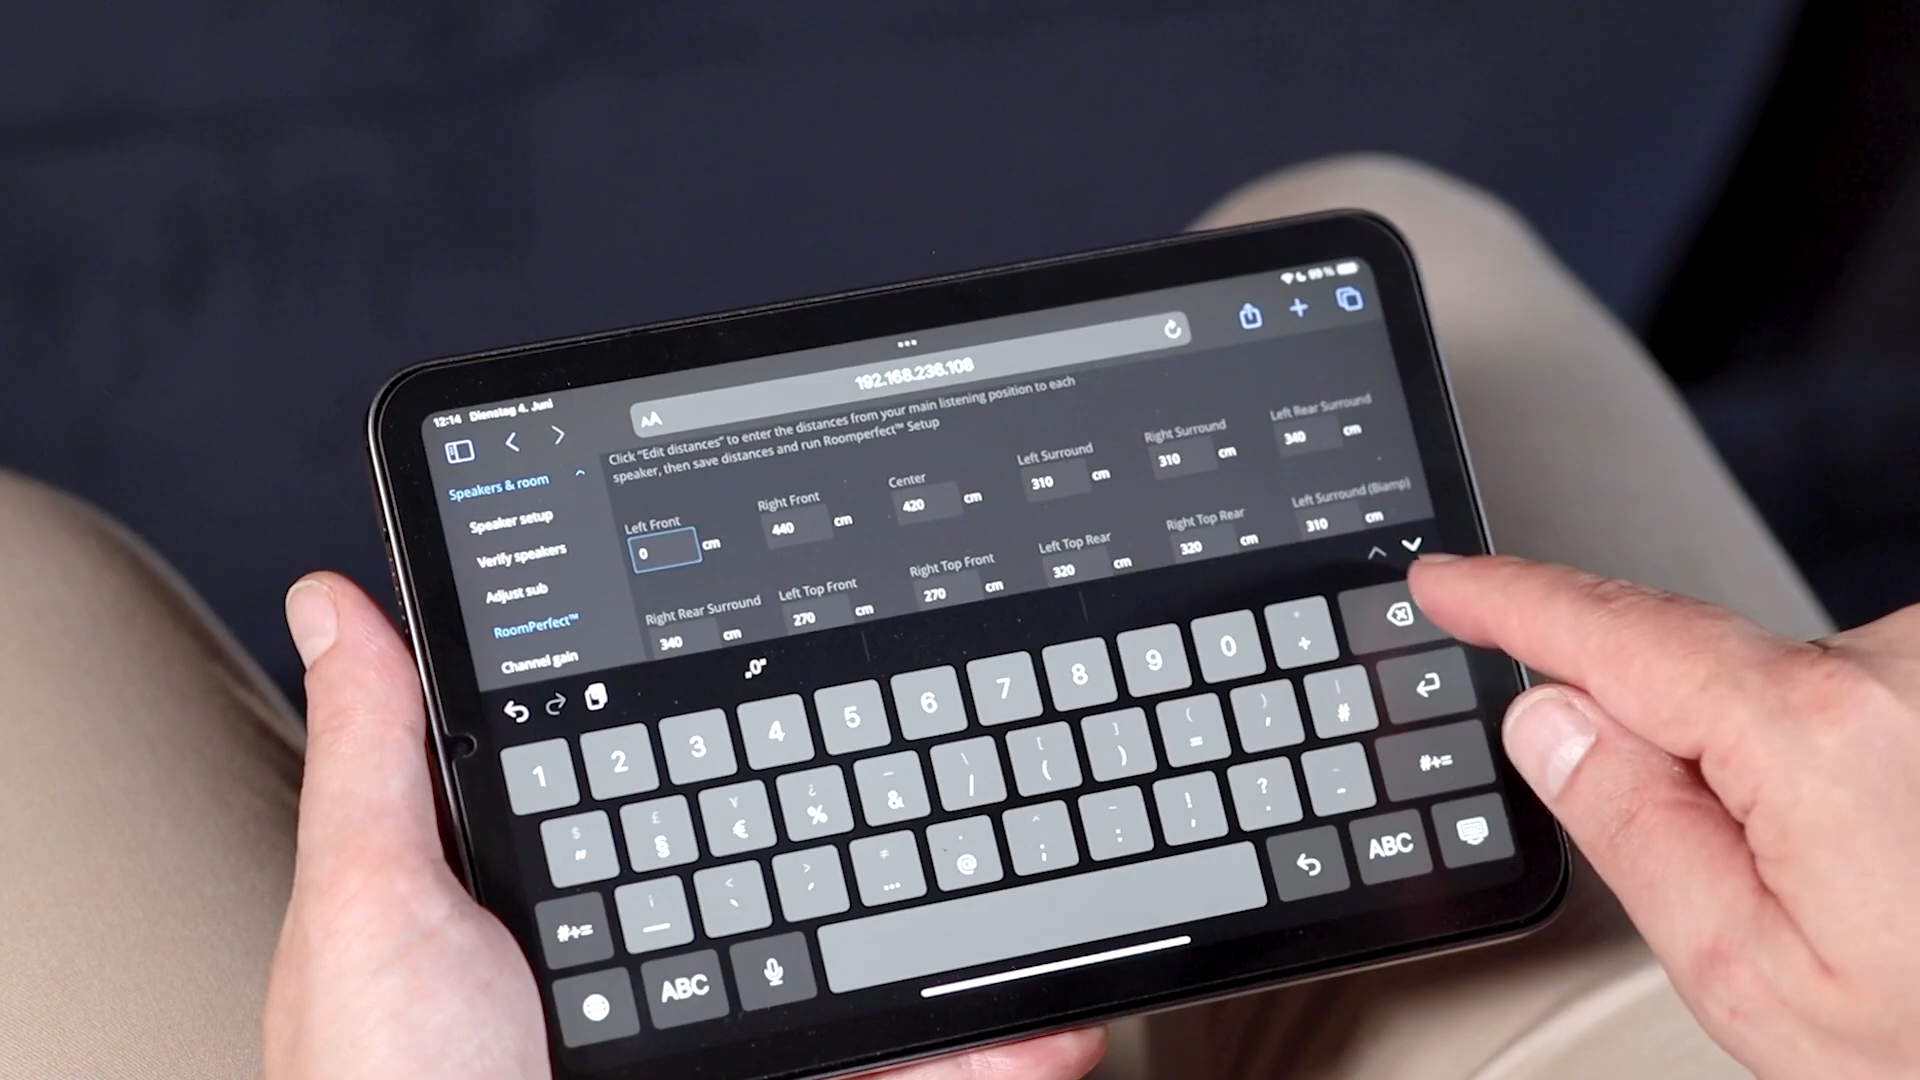 12:14 Dienstag 4. Juni
99 %
AA
192.168.236.108
Click “Edit distances” to enter the distances from your main listening position to each
speaker, then save distances and run Roomperfect™ Setup
Speakers & room
Speaker setup
Verify speakers
Adjust sub
RoomPerfect™
Channel gain
Left Front
0 cm
Right Front
440 cm
Center
420 cm
Left Surround
310 cm
Right Surround
310 cm
Left Rear Surround
340 cm
Right Rear Surround
340 cm
Left Top Front
270 cm
Right Top Front
270 cm
Left Top Rear
320 cm
Right Top Rear
320 cm
Left Surround (Biamp)
310 cm
„0“
1 2 3 4 5 6 7 8 9 0 +
$ £ ¥ ¿ \ [ ] ( ) |
" § € % & / ( ) = ' #
#+=
< > ≠ ^ ! ?
_ … @ ; : , . -
#+=
ABC
ABC